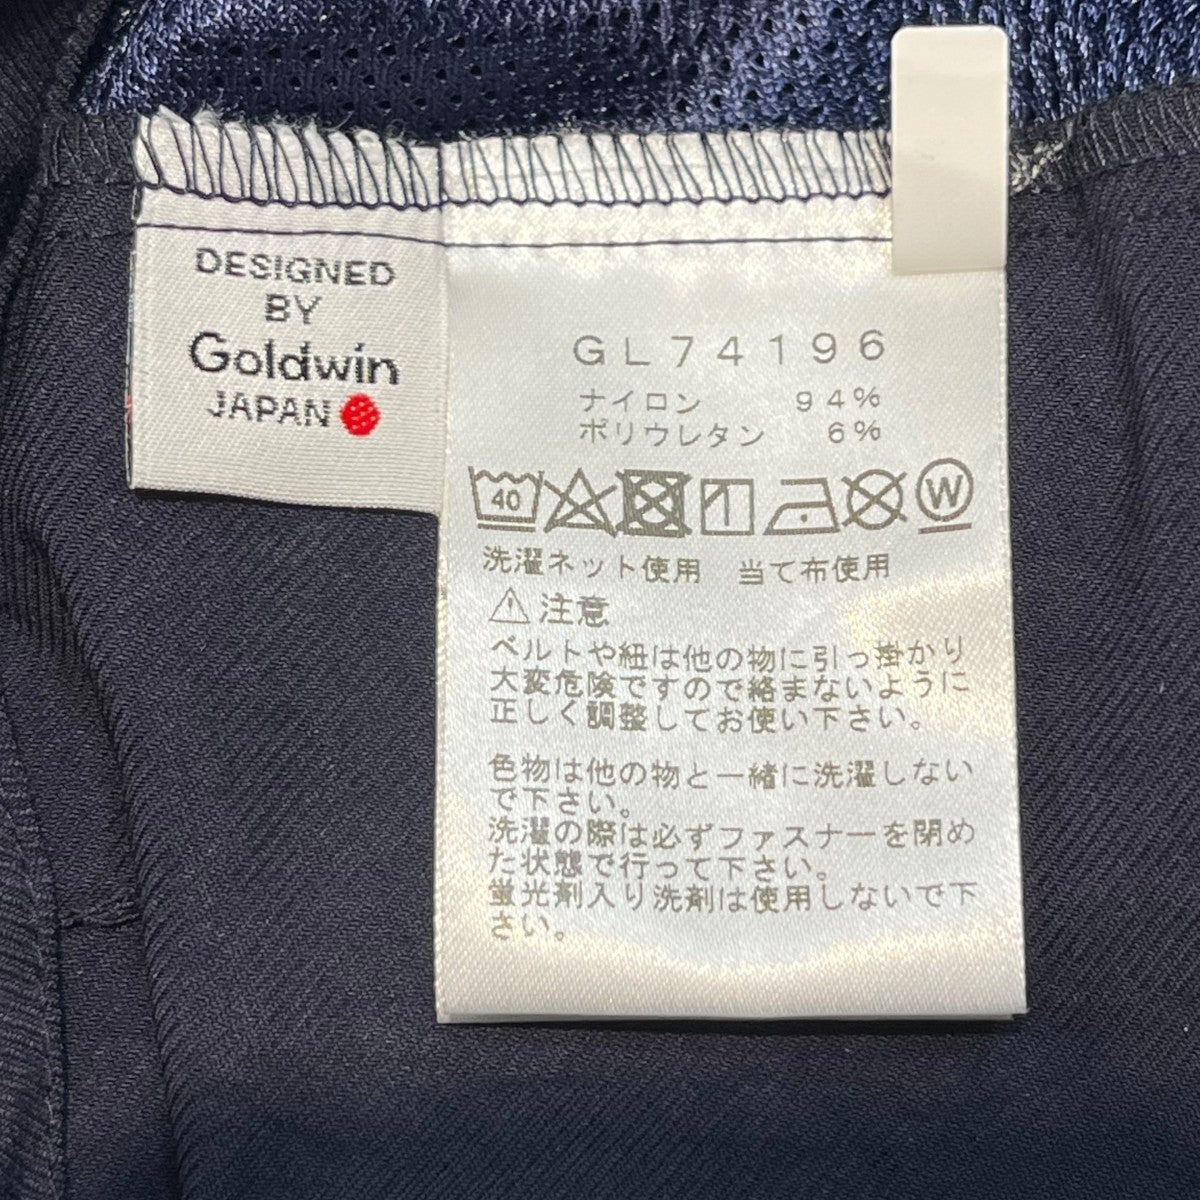 DESIGNED
BY
Goldwin
JAPAN
GL74196
ナイロン 94%
ポリウレタン 6%
40
W
洗濯ネット使用 当て布使用
注意
ベルトや紐は他の物に引っ掛かり
大変危険ですので絡まないように
正しく調整してお使い下さい。
色物は他の物と一緒に洗濯しない
で下さい。
洗濯の際は必ずファスナーを閉め
た状態で行って下さい。
蛍光剤入り洗剤は使用しないで下
さい。